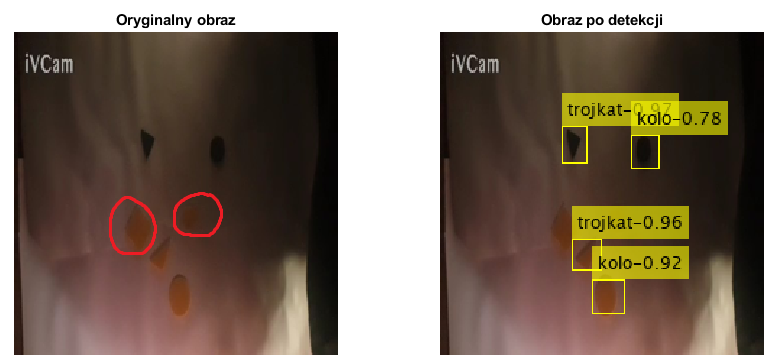 Oryginalny obraz
Obraz po detekcji
iVCam
iVCam
trojkat-0.97
kolo-0.78
trojkat-0.96
kolo-0.92